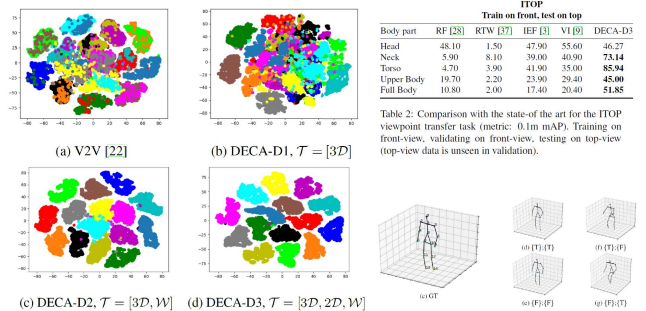 (a) V2V [22]
(b) DECA-D1, 𝒯 = [3𝒟]
(c) DECA-D2, 𝒯 = [3𝒟, 𝒲]
(d) DECA-D3, 𝒯 = [3𝒟, 2𝒟, 𝒲]
ITOP
Train on front, test on top
Body part RF [28] RTW [37] IEF [3] VI [9] DECA-D3
Head 48.10 1.50 47.90 55.60 46.27
Neck 5.90 8.10 39.00 40.90 73.14
Torso 4.70 3.90 41.90 35.00 85.94
Upper Body 19.70 2.20 23.90 29.40 45.00
Full Body 10.80 2.00 17.40 20.40 51.85
Table 2: Comparison with the state-of the art for the ITOP
viewpoint transfer task (metric: 0.1m mAP). Training on
front-view, validating on front-view, testing on top-view
(top-view data is unseen in validation).
(c) GT
(d) {T}:{T}
(f) {T}:{F}
(e) {F}:{F}
(g) {F}:{T}